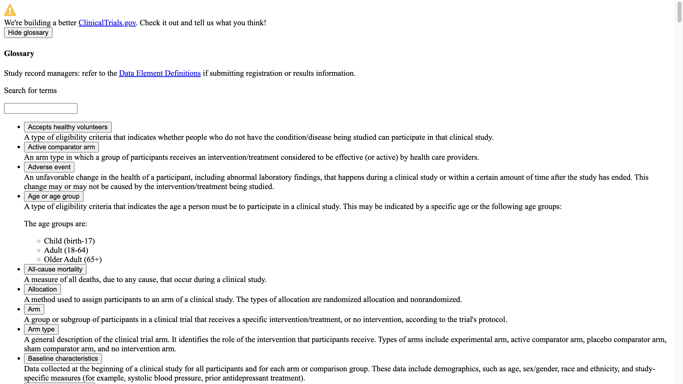 We're building a better ClinicalTrials.gov. Check it out and tell us what you think!
Hide glossary
Glossary
Study record managers: refer to the Data Element Definitions if submitting registration or results information.
Search for terms
Accepts healthy volunteers
A type of eligibility criteria that indicates whether people who do not have the condition/disease being studied can participate in that clinical study.
Active comparator arm
An arm type in which a group of participants receives an intervention/treatment considered to be effective (or active) by health care providers.
Adverse event
An unfavorable change in the health of a participant, including abnormal laboratory findings, that happens during a clinical study or within a certain amount of time after the study has ended. This
change may or may not be caused by the intervention/treatment being studied.
Age or age group
A type of eligibility criteria that indicates the age a person must be to participate in a clinical study. This may be indicated by a specific age or the following age groups:
The age groups are:
Child (birth-17)
Adult (18-64)
Older Adult (65+)
All-cause mortality
A measure of all deaths, due to any cause, that occur during a clinical study.
Allocation
A method used to assign participants to an arm of a clinical study. The types of allocation are randomized allocation and nonrandomized.
Arm
A group or subgroup of participants in a clinical trial that receives a specific intervention/treatment, or no intervention, according to the trial's protocol.
Arm type
A general description of the clinical trial arm. It identifies the role of the intervention that participants receive. Types of arms include experimental arm, active comparator arm, placebo comparator arm,
sham comparator arm, and no intervention arm.
Baseline characteristics
Data collected at the beginning of a clinical study for all participants and for each arm or comparison group. These data include demographics, such as age, sex/gender, race and ethnicity, and study-
specific measures (for example, systolic blood pressure, prior antidepressant treatment).